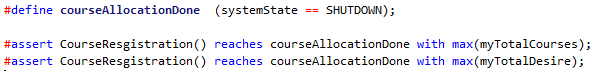 #define courseAllocationDone (systemState == SHUTDOWN);
#assert CourseResgistration() reaches courseAllocationDone with max(myTotalCourses);
#assert CourseResgistration() reaches courseAllocationDone with max(myTotalDesire);